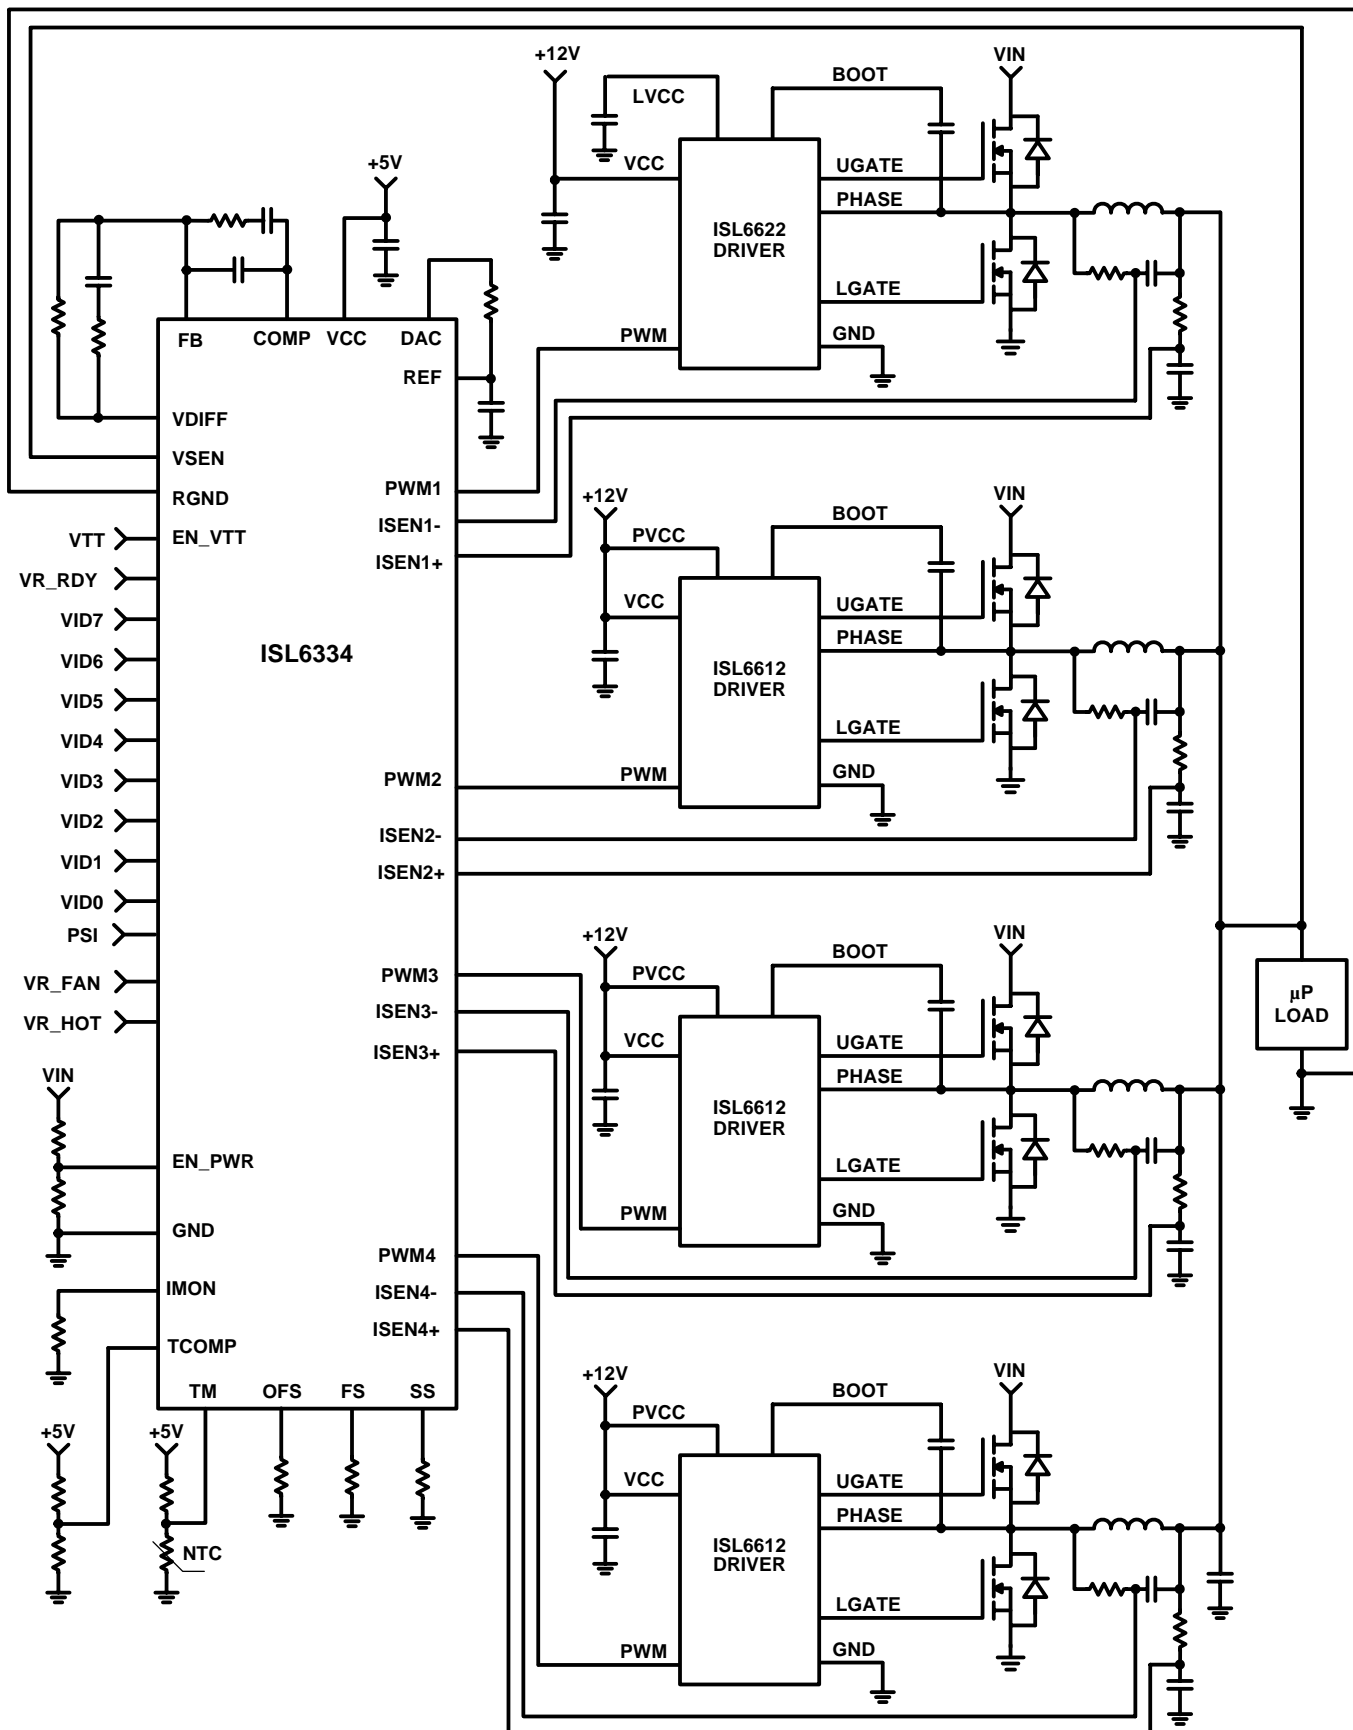 +12V
VIN
LVCC
BOOT
+5V
VCC
UGATE
PHASE
ISL6622
DRIVER
LGATE
PWM
GND
FB
COMP
VCC
DAC
REF
VDIFF
VSEN
RGND
VTT
EN_VTT
VR_RDY
VID7
VID6
VID5
VID4
VID3
VID2
VID1
VID0
PSI
VR_FAN
VR_HOT
VIN
EN_PWR
GND
IMON
TCOMP
TM
OFS
FS
SS
+5V
+5V
NTC
ISL6334
PWM1
ISEN1-
ISEN1+
PWM2
ISEN2-
ISEN2+
PWM3
ISEN3-
ISEN3+
PWM4
ISEN4-
ISEN4+
+12V
VIN
PVCC
BOOT
VCC
UGATE
PHASE
ISL6612
DRIVER
LGATE
PWM
GND
+12V
VIN
PVCC
BOOT
VCC
UGATE
PHASE
ISL6612
DRIVER
LGATE
PWM
GND
µP
LOAD
+12V
VIN
PVCC
BOOT
VCC
UGATE
PHASE
ISL6612
DRIVER
LGATE
PWM
GND